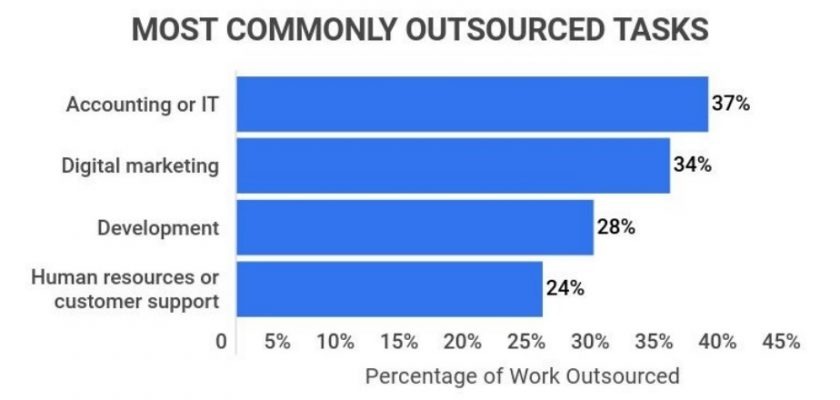 MOST COMMONLY OUTSOURCED TASKS
Accounting or IT
37%
Digital marketing
34%
Development
28%
Human resources or
customer support
24%
0 5% 10% 15% 20% 25% 30% 35% 40% 45%
Percentage of Work Outsourced